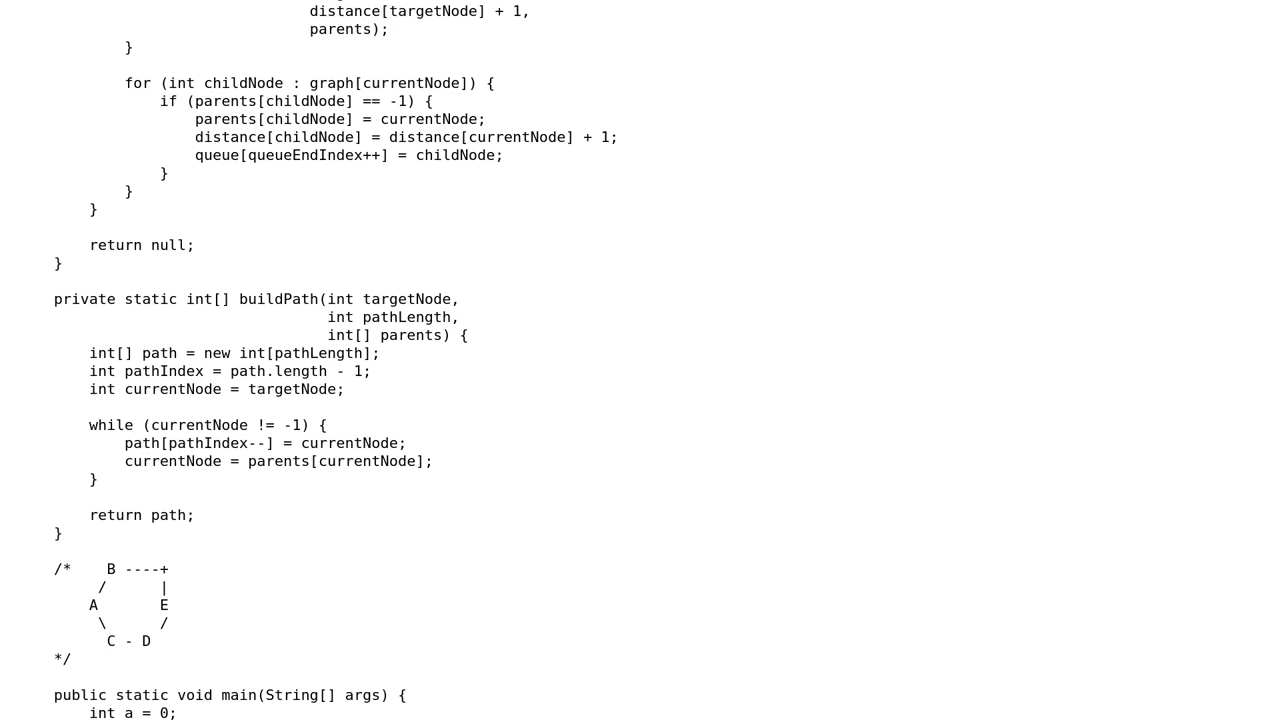 distance[targetNode] + 1,
parents);
}
for (int childNode : graph[currentNode]) {
if (parents[childNode] == -1) {
parents[childNode] = currentNode;
distance[childNode] = distance[currentNode] + 1;
queue[queueEndIndex++] = childNode;
}
}
}
return null;
}
private static int[] buildPath(int targetNode,
int pathLength,
int[] parents) {
int[] path = new int[pathLength];
int pathIndex = path.length - 1;
int currentNode = targetNode;
while (currentNode != -1) {
path[pathIndex--] = currentNode;
currentNode = parents[currentNode];
}
return path;
}
/*    B ----+
/      |
A       E
\      /
C - D
*/
public static void main(String[] args) {
int a = 0;